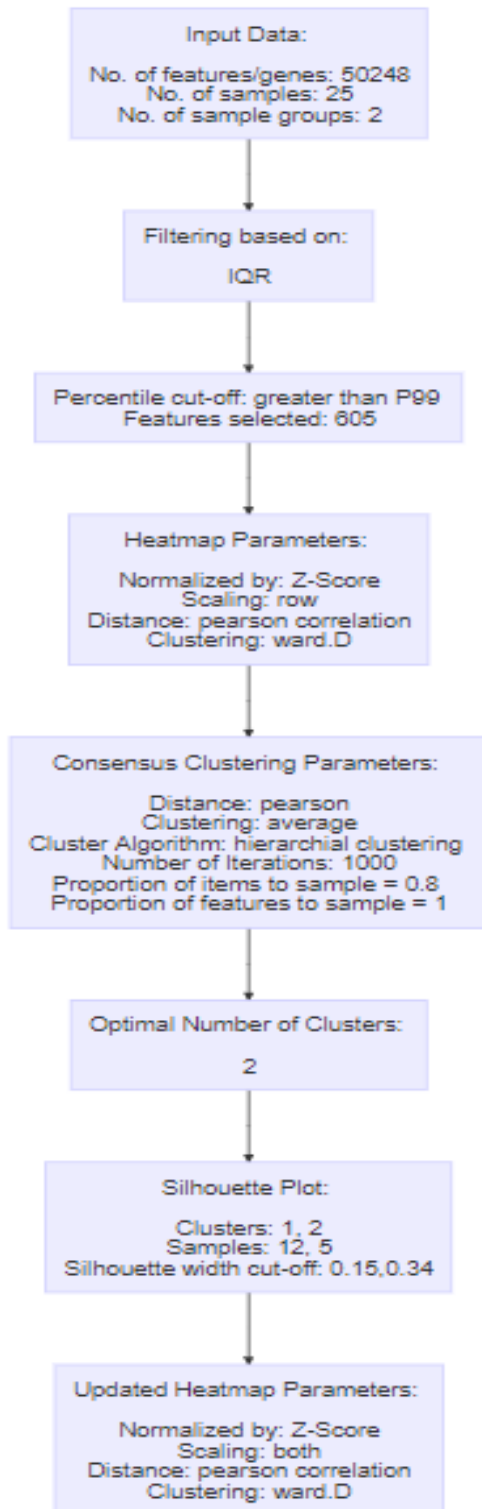 Input Data:
No. of features/genes: 50248
No. of samples: 25
No. of sample groups: 2
Filtering based on:
IQR
Percentile cut-off: greater than P99
Features selected: 605
Heatmap Parameters:
Normalized by: Z-Score
Scaling: row
Distance: pearson correlation
Clustering: ward.D
Consensus Clustering Parameters:
Distance: pearson
Clustering: average
Cluster Algorithm: hierarchial clustering
Number of Iterations: 1000
Proportion of items to sample = 0.8
Proportion of features to sample = 1
Optimal Number of Clusters:
2
Silhouette Plot:
Clusters: 1, 2
Samples: 12, 5
Silhouette width cut-off: 0.15,0.34
Updated Heatmap Parameters:
Normalized by: Z-Score
Scaling: both
Distance: pearson correlation
Clustering: ward.D